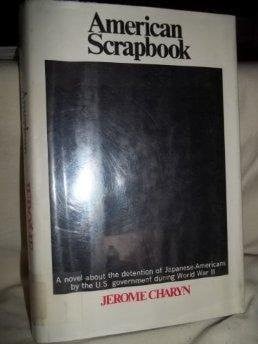 American
Scrapbook
A novel about the detention of Japanese-Americans
by the U.S. government during World War II
JEROME CHARYN